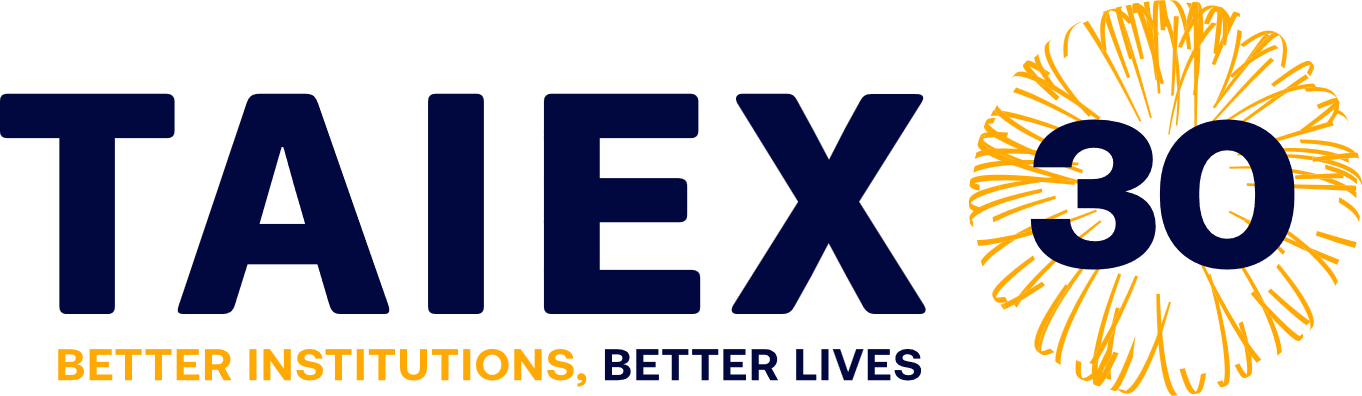 TAIEX 30
BETTER INSTITUTIONS, BETTER LIVES